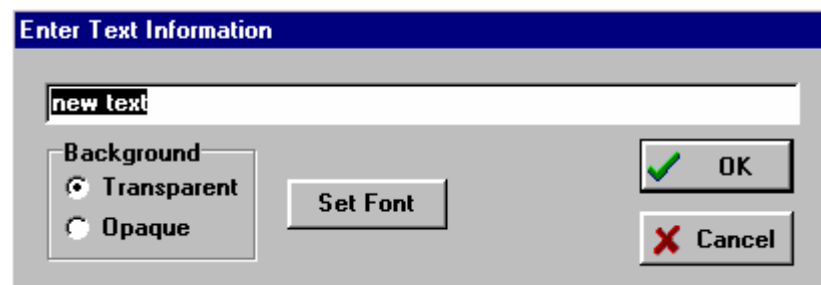 Enter Text Information
new text
Background
Transparent
Opaque
Set Font
OK
Cancel